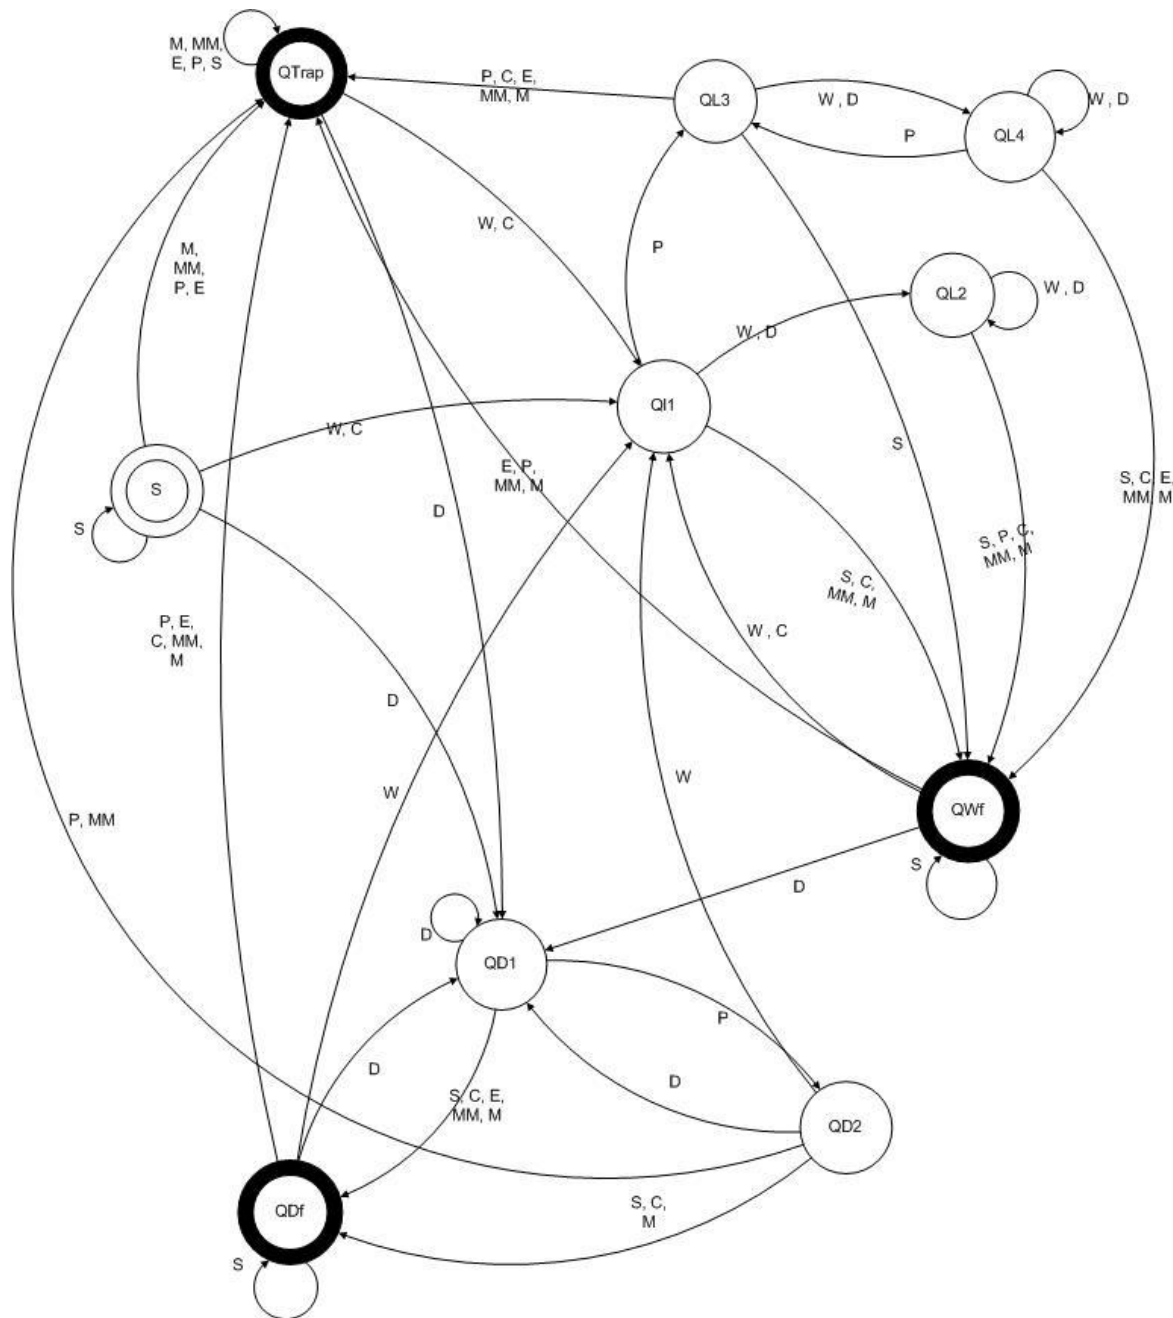 M, MM,
E, P, S
QTrap
P, C, E,
MM, M
QL3
W , D
P
QL4
W , D
W, C
M,
MM,
P, E
P
QL2
W , D
W , D
QI1
W, C
S
S
E, P,
MM, M
D
S
S, C, E,
MM, M
S, P, C,
MM, M
S, C,
MM, M
P, E,
C, MM,
M
W , C
D
W
W
P, MM
QWf
S
D
D
QD1
P
D
D
S, C, E,
MM, M
QD2
QDf
S, C,
M
S